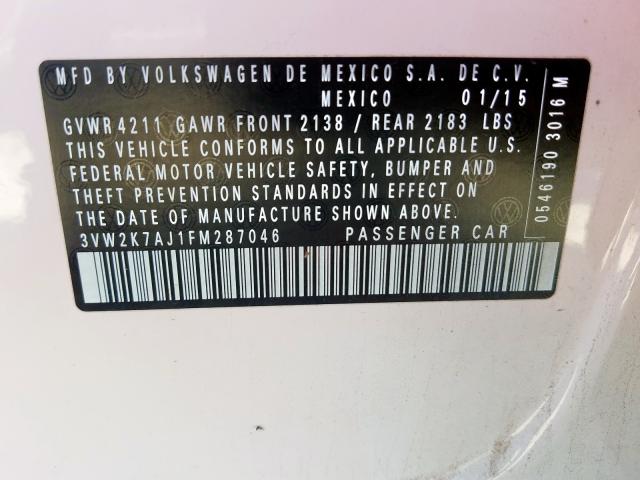 MFD BY VOLKSWAGEN DE MEXICO S.A. DE C.V.
MEXICO 01/15
GVWR 4211 GAWR FRONT 2138 / REAR 2183 LBS
THIS VEHICLE CONFORMS TO ALL APPLICABLE U.S.
FEDERAL MOTOR VEHICLE SAFETY, BUMPER AND
THEFT PREVENTION STANDARDS IN EFFECT ON
THE DATE OF MANUFACTURE SHOWN ABOVE.
3VW2K7AJ1FM287046 PASSENGER CAR
0546190 3016 M